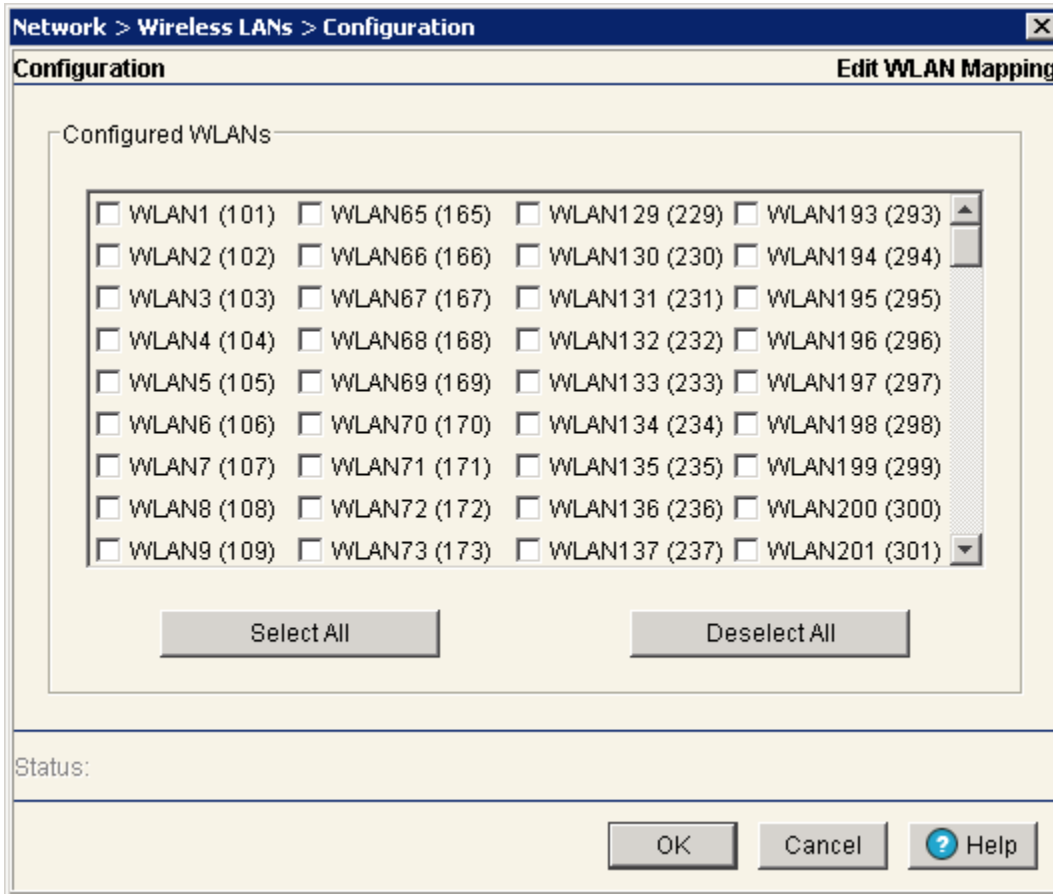 Network > Wireless LANs > Configuration
Configuration Edit WLAN Mapping
Configured WLANs
WLAN1 (101) WLAN65 (165) WLAN129 (229) WLAN193 (293)
WLAN2 (102) WLAN66 (166) WLAN130 (230) WLAN194 (294)
WLAN3 (103) WLAN67 (167) WLAN131 (231) WLAN195 (295)
WLAN4 (104) WLAN68 (168) WLAN132 (232) WLAN196 (296)
WLAN5 (105) WLAN69 (169) WLAN133 (233) WLAN197 (297)
WLAN6 (106) WLAN70 (170) WLAN134 (234) WLAN198 (298)
WLAN7 (107) WLAN71 (171) WLAN135 (235) WLAN199 (299)
WLAN8 (108) WLAN72 (172) WLAN136 (236) WLAN200 (300)
WLAN9 (109) WLAN73 (173) WLAN137 (237) WLAN201 (301)
Select All Deselect All
Status:
OK Cancel ? Help